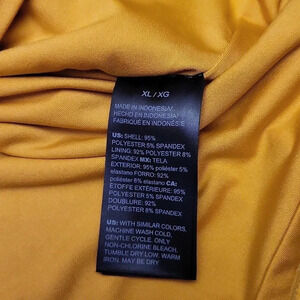 XL / XG
MADE IN INDONESIA/
HECHO EN INDONESIA/
FABRIQUÉ EN INDONÉSIE
US: SHELL: 95%
POLYESTER 5% SPANDEX
LINING: 92% POLYESTER 8%
SPANDEX MX: TELA
EXTERIOR: 95% poliéster 5%
elastano FORRO: 92%
poliéster 8% elastano CA:
ÉTOFFE EXTÉRIEURE: 95%
POLYESTER 5% SPANDEX
DOUBLURE: 92%
POLYESTER 8% SPANDEX
US: WITH SIMILAR COLORS.
MACHINE WASH COLD,
GENTLE CYCLE. ONLY
NON-CHLORINE BLEACH.
TUMBLE DRY LOW. WARM
IRON. MAY BE DRY